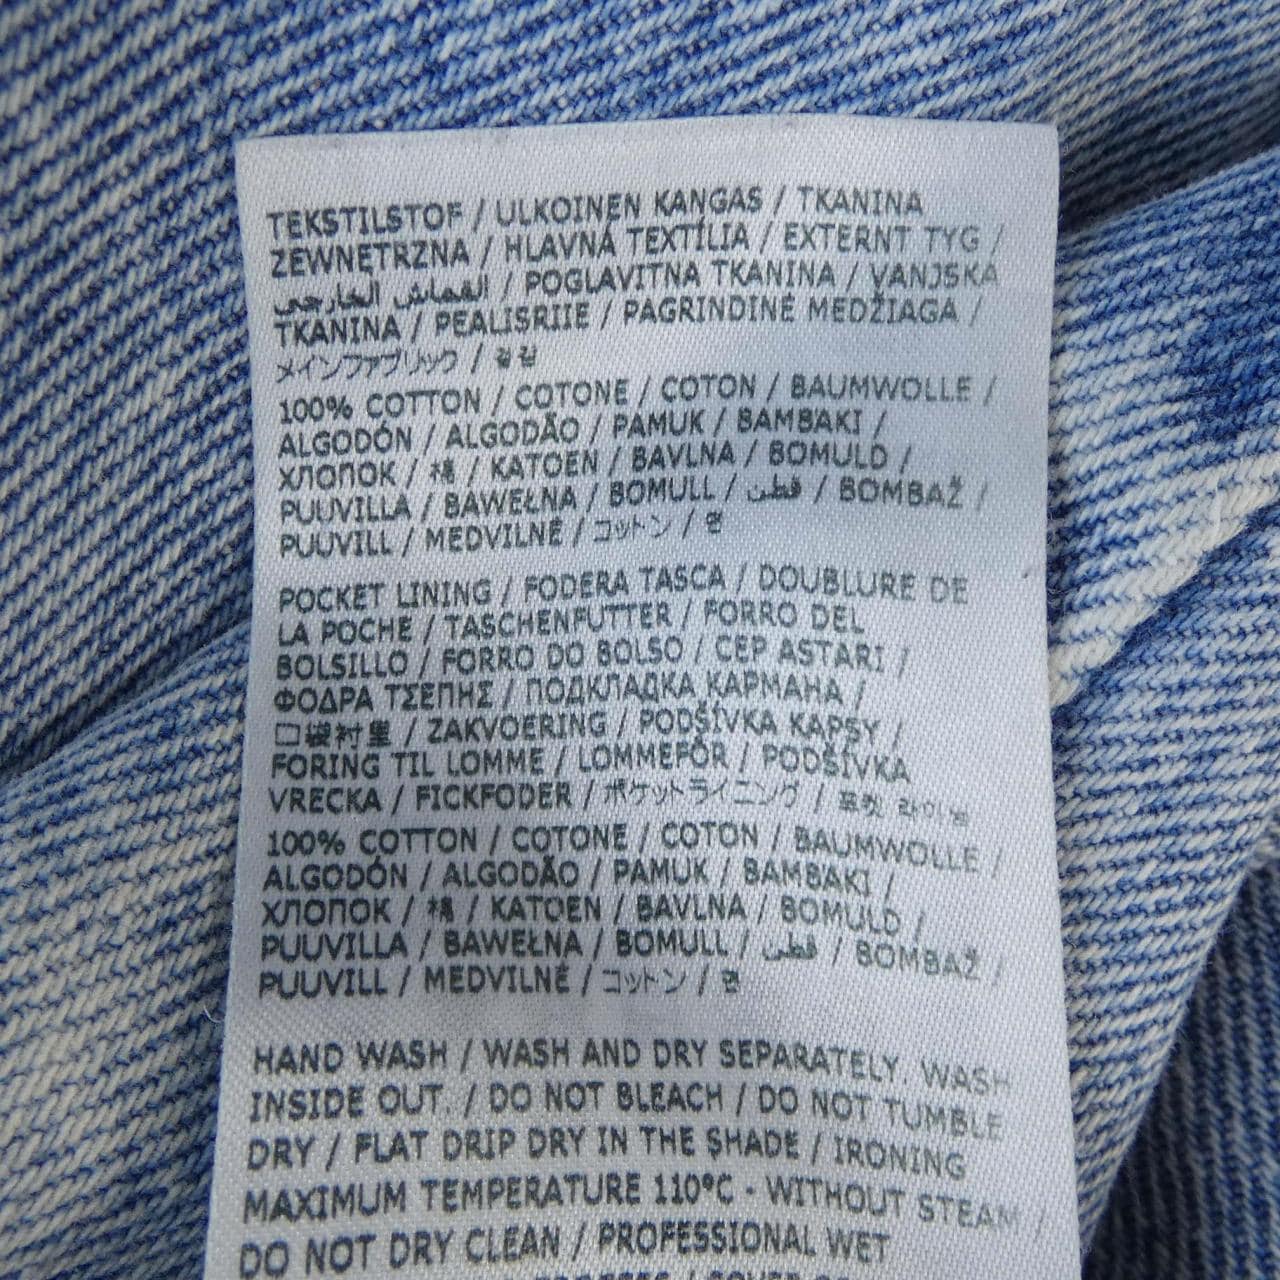 TEKSTILSTOF / ULKOINEN KANGAS / TKANINA
ZEWNĘTRZNA / HLAVNÁ TEXTÍLIA / EXTERNT TYG /
القماش الخارجي / POGLAVITNA TKANINA / VANJSKA
TKANINA / PEALISRIIE / PAGRINDINĖ MEDŽIAGA /
メインファブリック / 겉감
100% COTTON / COTONE / COTON / BAUMWOLLE /
ALGODÓN / ALGODÃO / PAMUK / ΒΑΜΒΑΚΙ /
ХЛОПОК / 棉 / KATOEN / BAVLNA / BOMULD /
PUUVILLA / BAWEŁNA / BOMULL / قطن / BOMBAŽ /
PUUVILL / MEDVILNĖ / コットン / 면
POCKET LINING / FODERA TASCA / DOUBLURE DE
LA POCHE / TASCHENFUTTER / FORRO DEL
BOLSILLO / FORRO DO BOLSO / CEP ASTARI /
ΦΟΔΡΑ ΤΣΕΠΗΣ / ПОДКЛАДКА КАРМАНА /
口袋衬里 / ZAKVOERING / PODŠÍVKA KAPSY /
FORING TIL LOMME / LOMMEFÔR / PODŠÍVKA
VRECKA / FICKFODER / ポケットライニング / 포켓 라이닝
100% COTTON / COTONE / COTON / BAUMWOLLE /
ALGODÓN / ALGODÃO / PAMUK / ΒΑΜΒΑΚΙ /
ХЛОПОК / 棉 / KATOEN / BAVLNA / BOMULD /
PUUVILLA / BAWEŁNA / BOMULL / قطن / BOMBAŽ /
PUUVILL / MEDVILNĖ / コットン / 면
HAND WASH / WASH AND DRY SEPARATELY. WASH
INSIDE OUT. / DO NOT BLEACH / DO NOT TUMBLE
DRY / FLAT DRIP DRY IN THE SHADE / IRONING
MAXIMUM TEMPERATURE 110°C - WITHOUT STEAM
DO NOT DRY CLEAN / PROFESSIONAL WET